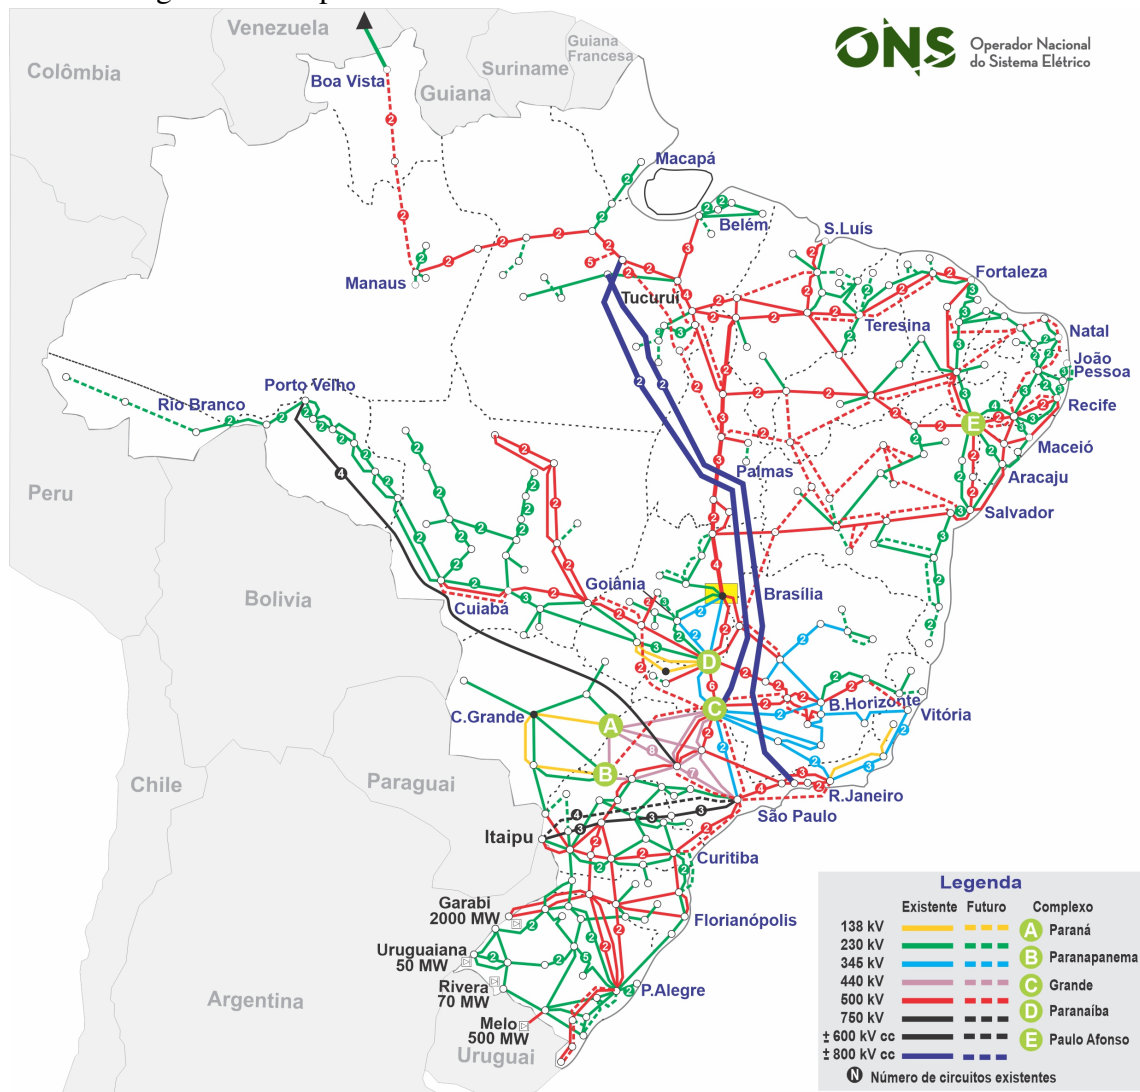 Venezuela
Colômbia
Boa Vista
Guiana
Suriname
Guiana
Francesa
ONS
Operador Nacional
do Sistema Elétrico
Macapá
Belém
S.Luís
Manaus
Tucuruí
Fortaleza
Teresina
Natal
João
Pessoa
Porto Velho
Rio Branco
Recife
Maceió
Aracaju
Palmas
Peru
Salvador
Goiânia
Brasília
Bolivia
Cuiabá
C.Grande
A
B
C
D
E
B.Horizonte
Vitória
Chile
Paraguai
R.Janeiro
São Paulo
Itaipu
Curitiba
Garabi
2000 MW
Florianópolis
Uruguaiana
50 MW
Rivera
70 MW
P.Alegre
Melo
500 MW
Argentina
Uruguai
Legenda
Existente Futuro Complexo
138 kV A Paraná
230 kV
345 kV B Paranapanema
440 kV C Grande
500 kV
750 kV D Paranaíba
± 600 kV cc E Paulo Afonso
± 800 kV cc
N Número de circuitos existentes